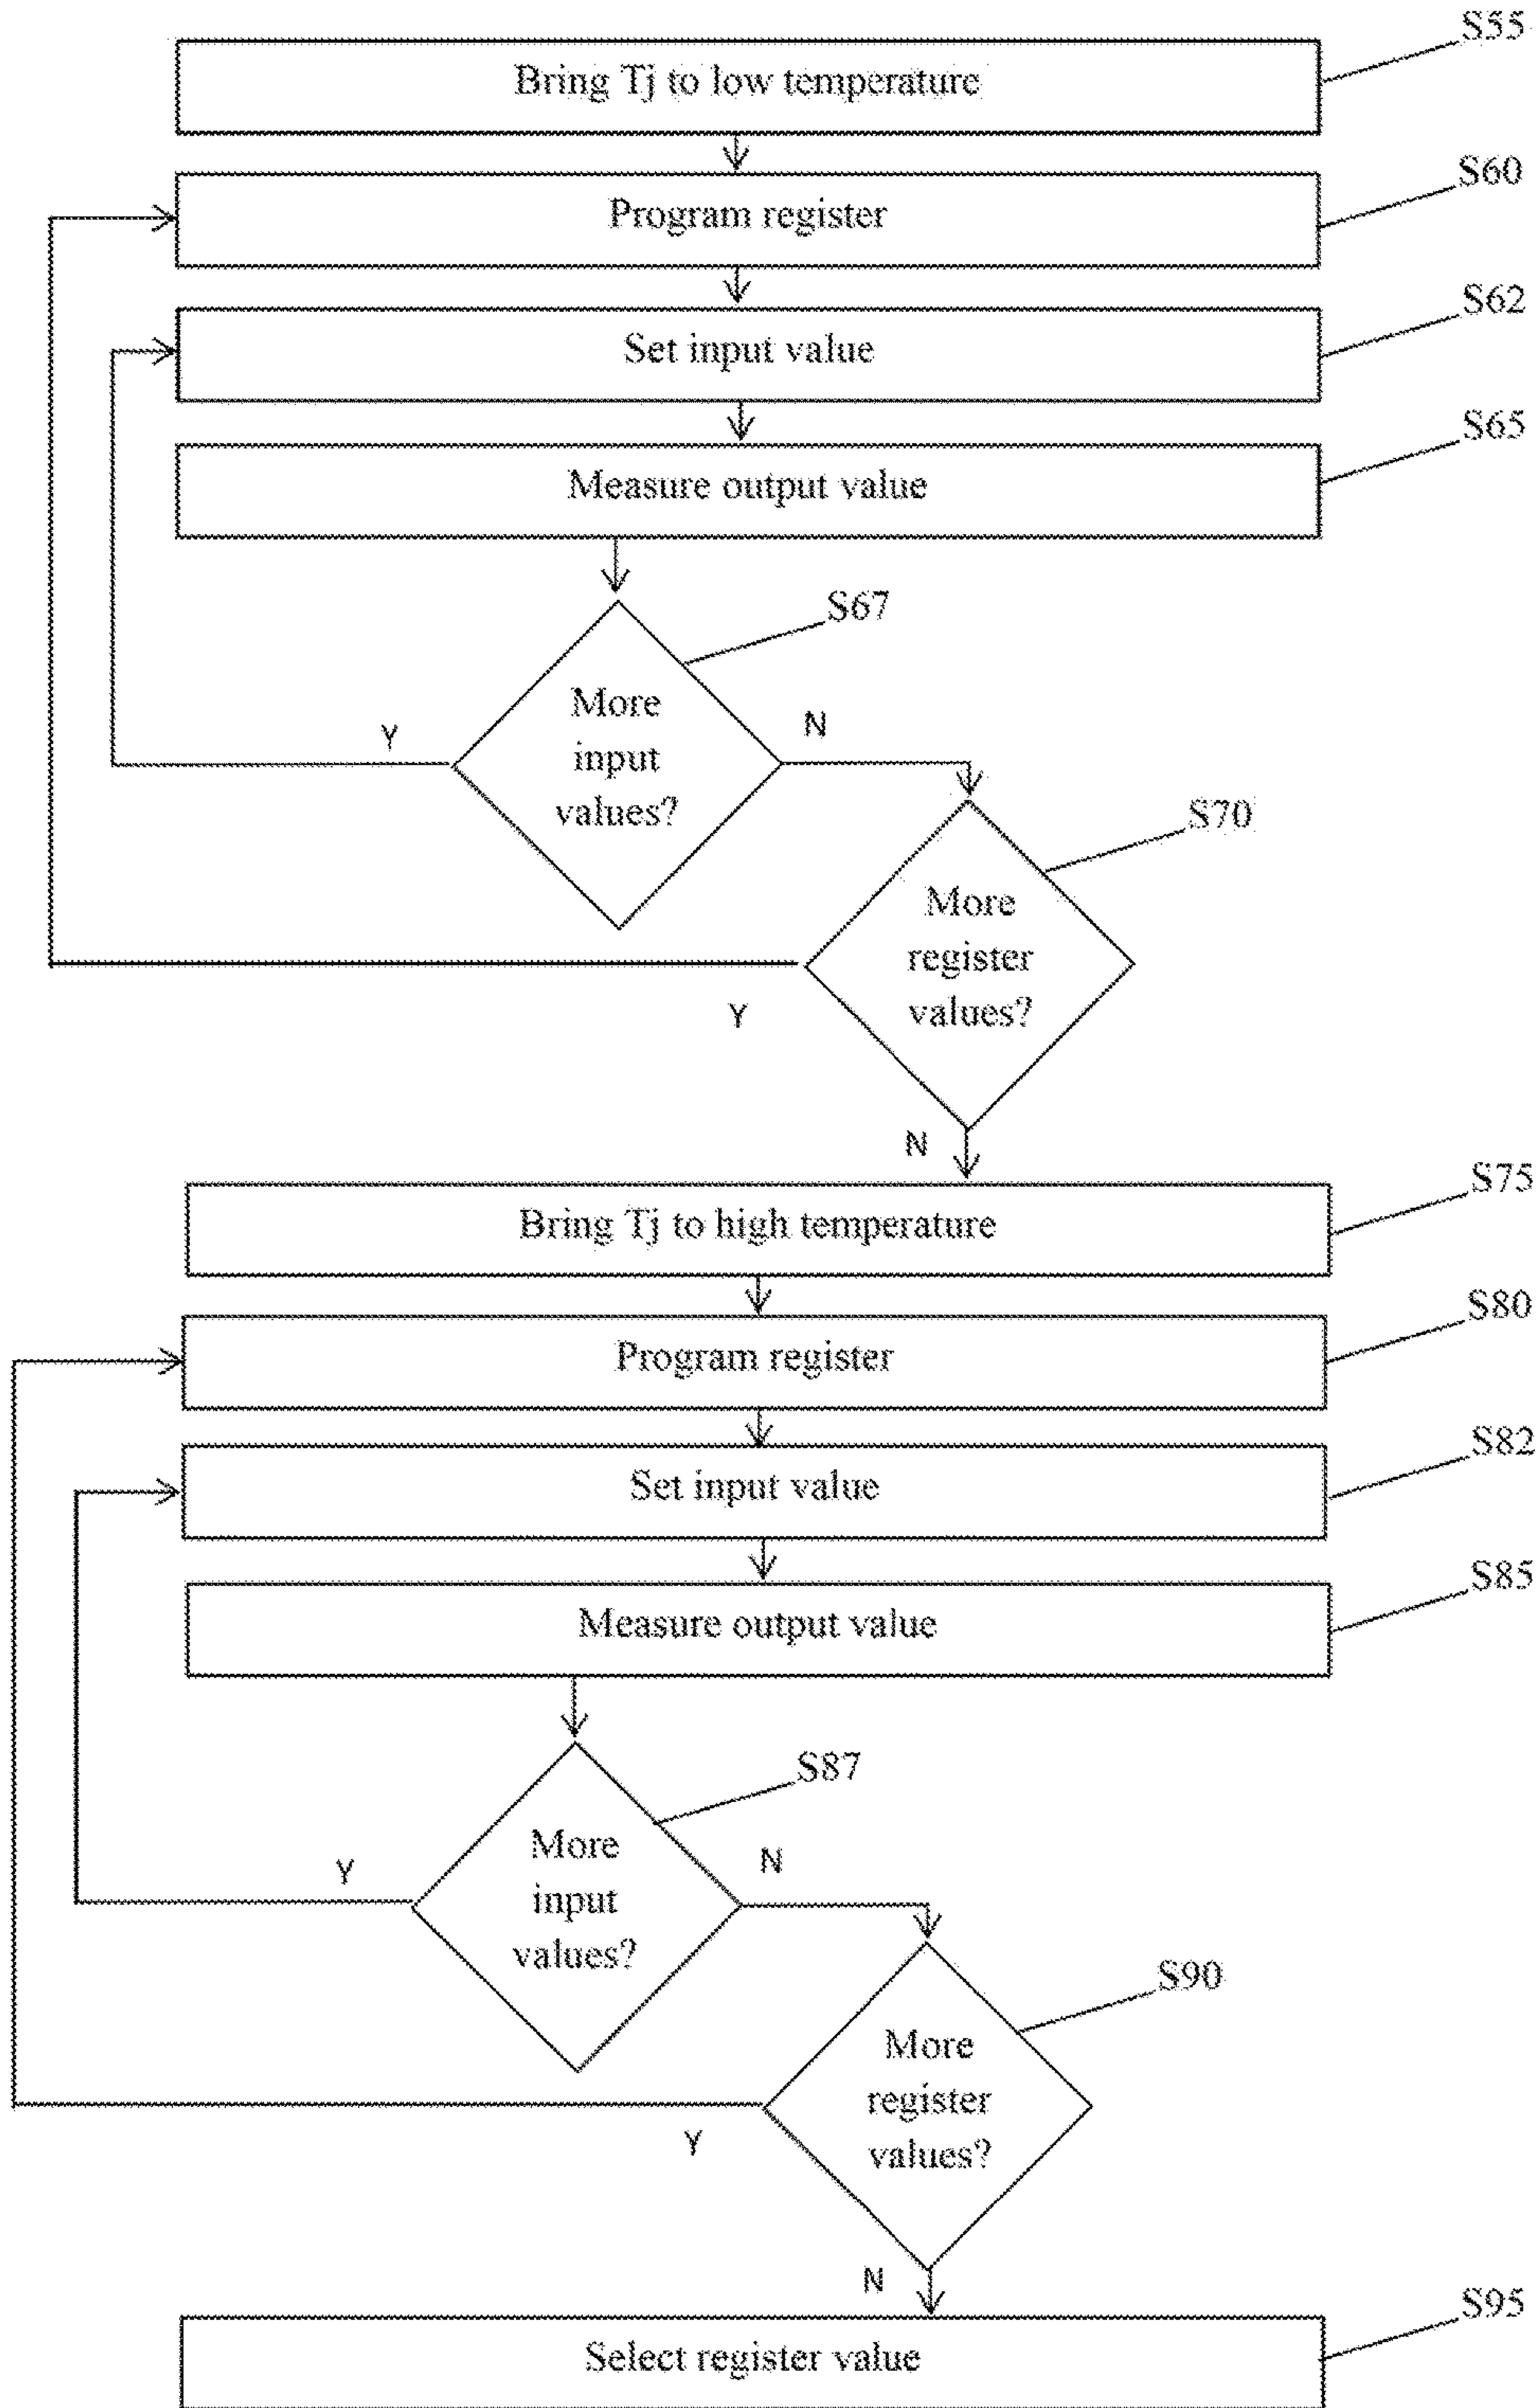 S55
Bring Tj to low temperature
S60
Program register
S62
Set input value
S65
Measure output value
S67
More
input
values?
Y
N
S70
More
register
values?
Y
N
S75
Bring Tj to high temperature
S80
Program register
S82
Set input value
S85
Measure output value
S87
More
input
values?
Y
N
S90
More
register
values?
Y
N
S95
Select register value